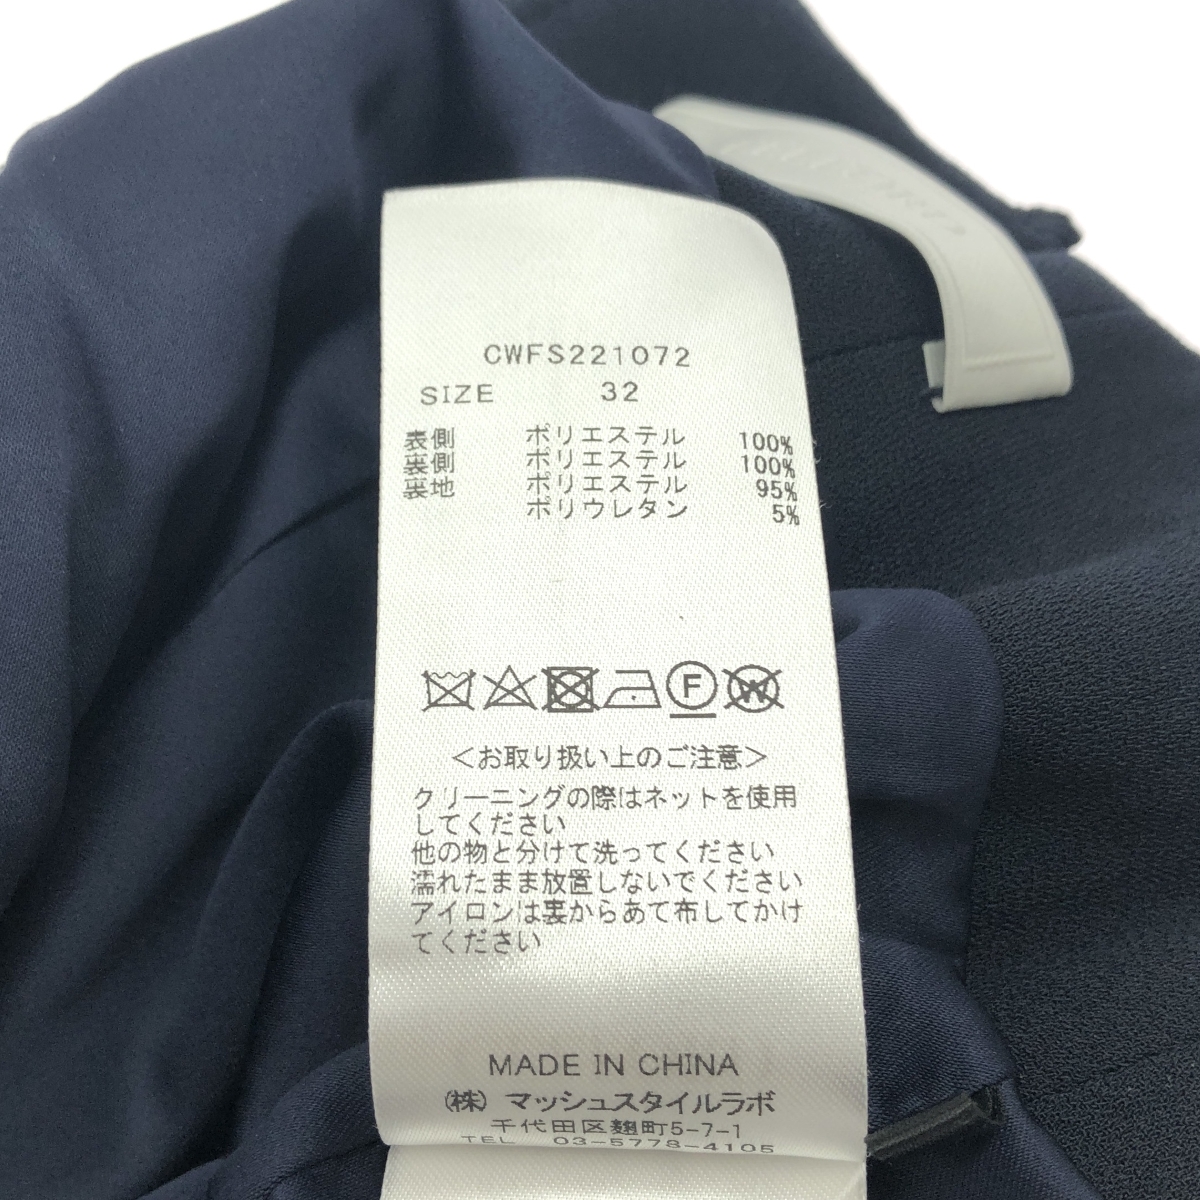 CWFS221072
SIZE 32
表側 ポリエステル 100%
裏側 ポリエステル 100%
裏地 ポリエステル 95%
ポリウレタン 5%
F W
<お取り扱い上のご注意>
クリーニングの際はネットを使用
してください
他の物と分けて洗ってください
濡れたまま放置しないでください
アイロンは裏からあて布してかけ
てください
MADE IN CHINA
(株) マッシュスタイルラボ
千代田区麹町5-7-1
TEL 03-5778-4105